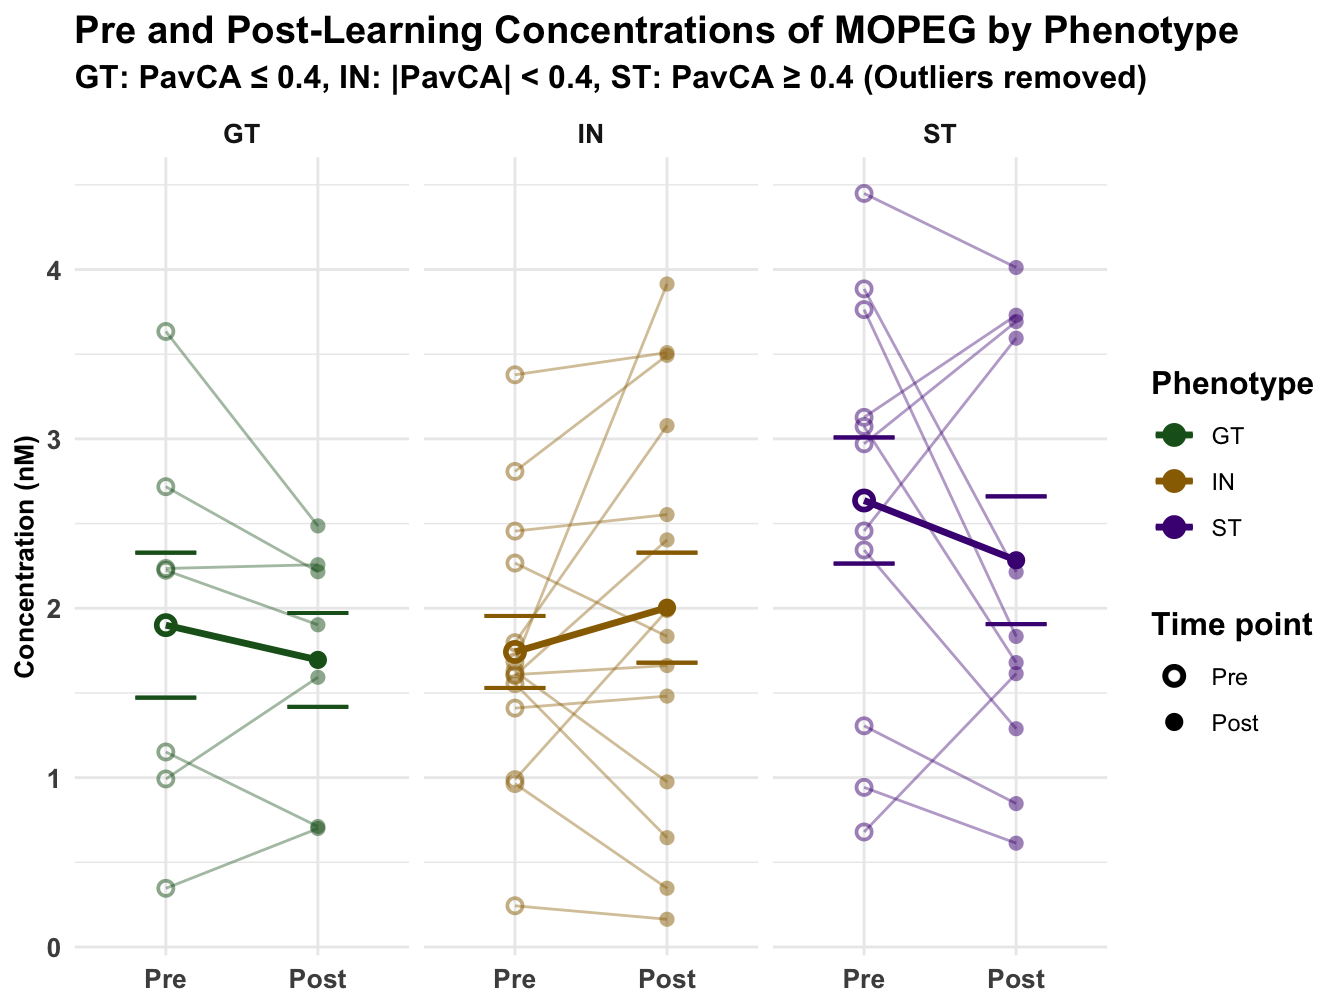 Pre and Post-Learning Concentrations of MOPEG by Phenotype
GT: PavCA ≤ 0.4, IN: |PavCA| < 0.4, ST: PavCA ≥ 0.4 (Outliers removed)
GT
IN
ST
Concentration (nM)
4
3
2
1
0
Pre
Post
Pre
Post
Pre
Post
Phenotype
GT
IN
ST
Time point
Pre
Post